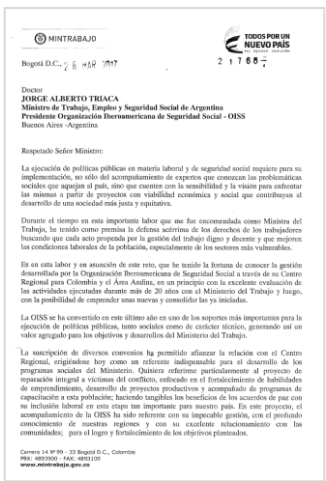 MINTRABAJO
TODOS POR UN
NUEVO PAÍS
PAZ EQUIDAD EDUCACIÓN
Bogotá D.C., 28 MAR 2017
2 1 7 6 8
Doctor
JORGE ALBERTO TRIACA
Ministro de Trabajo, Empleo y Seguridad Social de Argentina
Presidente Organización Iberoamericana de Seguridad Social - OISS
Buenos Aires -Argentina
Respetado Señor Ministro:
La ejecución de políticas públicas en materia laboral y de seguridad social requiere para su
implementación, no sólo del acompañamiento de expertos que conozcan las problemáticas
sociales que aquejan al país, sino que cuenten con la sensibilidad y la visión para enfrentar
las mismas a partir de proyectos con viabilidad económica y social que contribuyas al
desarrollo de una sociedad más justa y equitativa.
Durante el tiempo en esta importante labor que me fue encomendada como Ministra del
Trabajo, he tenido como premisa la defensa acérrima de los derechos de los trabajadores
buscando que cada acto propenda por la gestión del trabajo digno y decente y que mejoren
las condiciones laborales de la población, especialmente de los sectores más vulnerables.
Es en esta labor y en asunción de este reto, que he tenido la fortuna de conocer la gestión
desarrollada por la Organización Iberoamericana de Seguridad Social a través de su Centro
Regional para Colombia y el Área Andina, en un principio con la excelente evaluación de
las actividades ejecutadas durante más de 20 años con el Ministerio del Trabajo y luego,
con la posibilidad de emprender unas nuevas y consolidar las ya iniciadas.
La OISS se ha convertido en este último año en uno de los soportes más importantes para la
ejecución de políticas públicas, tanto sociales como de carácter técnico, generando así un
valor agregado para los objetivos y desarrollos del Ministerio del Trabajo.
La suscripción de diversos convenios ha permitido afianzar la relación con el Centro
Regional, erigiéndose hoy como un referente indispensable para el desarrollo de los
programas sociales del Ministerio. Quisiera referirme particularmente al proyecto de
reparación integral a víctimas del conflicto, enfocado en el fortalecimiento de habilidades
de emprendimiento, desarrollo de proyectos productivos y acompañado de programas de
capacitación a esta población; haciendo tangibles los beneficios de los acuerdos de paz con
su inclusión laboral en esta etapa tan importante para nuestro país. En este proyecto, el
acompañamiento de la OISS ha sido referente con su impecable gestión, con el profundo
conocimiento de nuestras regiones y con su excelente relacionamiento con las
comunidades; para el logro y fortalecimiento de los objetivos planteados.
Carrera 14 Nº 99 - 33 Bogotá D.C., Colombia
PBX: 4893900 - FAX: 4893100
www.mintrabajo.gov.co